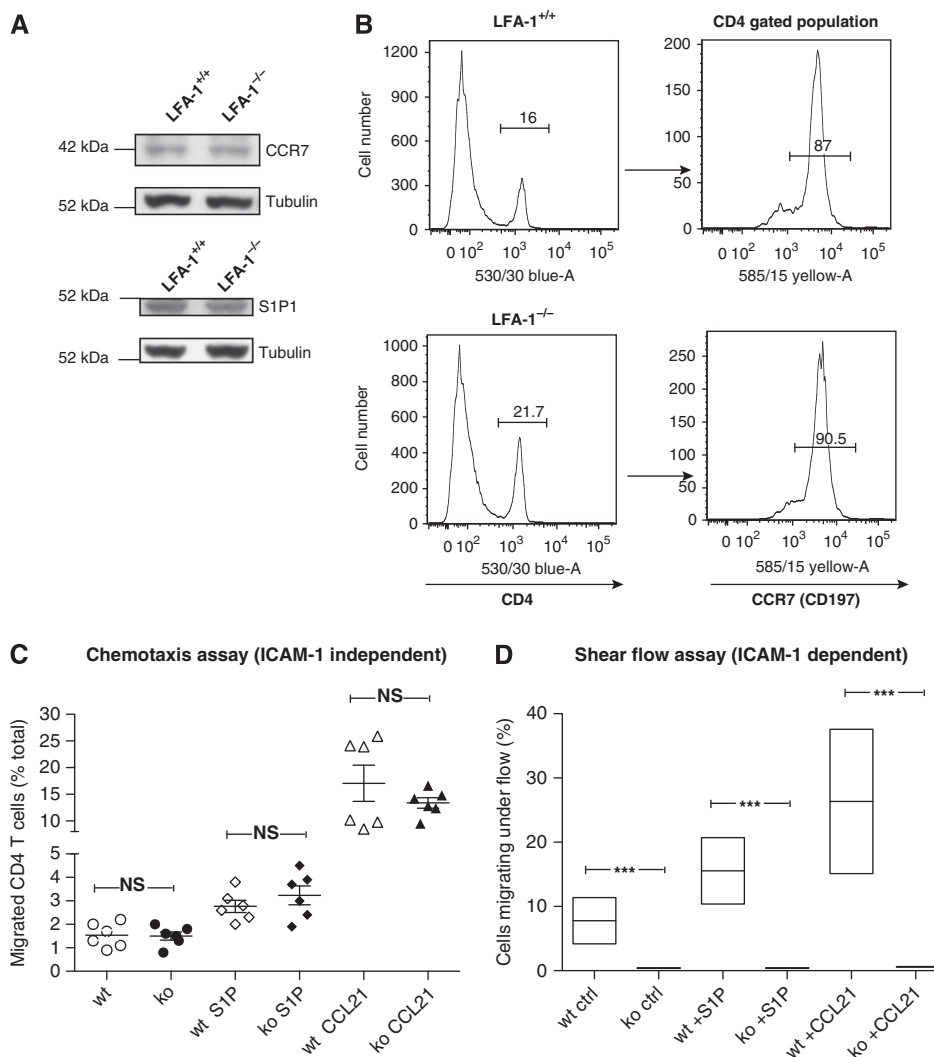 A
LFA-1+/+
LFA-1−/−
42 kDa
CCR7
52 kDa
Tubulin
LFA-1+/+
LFA-1−/−
52 kDa
S1P1
52 kDa
Tubulin
B
LFA-1+/+
CD4 gated population
Cell number
1200
900
600
300
0
16
0 10² 10³ 10⁴ 10⁵
530/30 blue-A
200
150
100
50
0
87
0 10² 10³ 10⁴ 10⁵
585/15 yellow-A
LFA-1−/−
Cell number
1000
800
600
400
200
0
21.7
0 10² 10³ 10⁴ 10⁵
530/30 blue-A
CD4
250
200
150
100
50
0
90.5
0 10² 10³ 10⁴ 10⁵
585/15 yellow-A
CCR7 (CD197)
C
Chemotaxis assay (ICAM-1 independent)
Migrated CD4 T cells (% total)
30
25
20
15
10
5
4
3
2
1
0
NS
NS
NS
wt
ko
wt S1P
ko S1P
wt CCL21
ko CCL21
D
Shear flow assay (ICAM-1 dependent)
Cells migrating under flow (%)
40
30
20
10
0
***
***
***
wt ctrl
ko ctrl
wt +S1P
ko +S1P
wt +CCL21
ko +CCL21